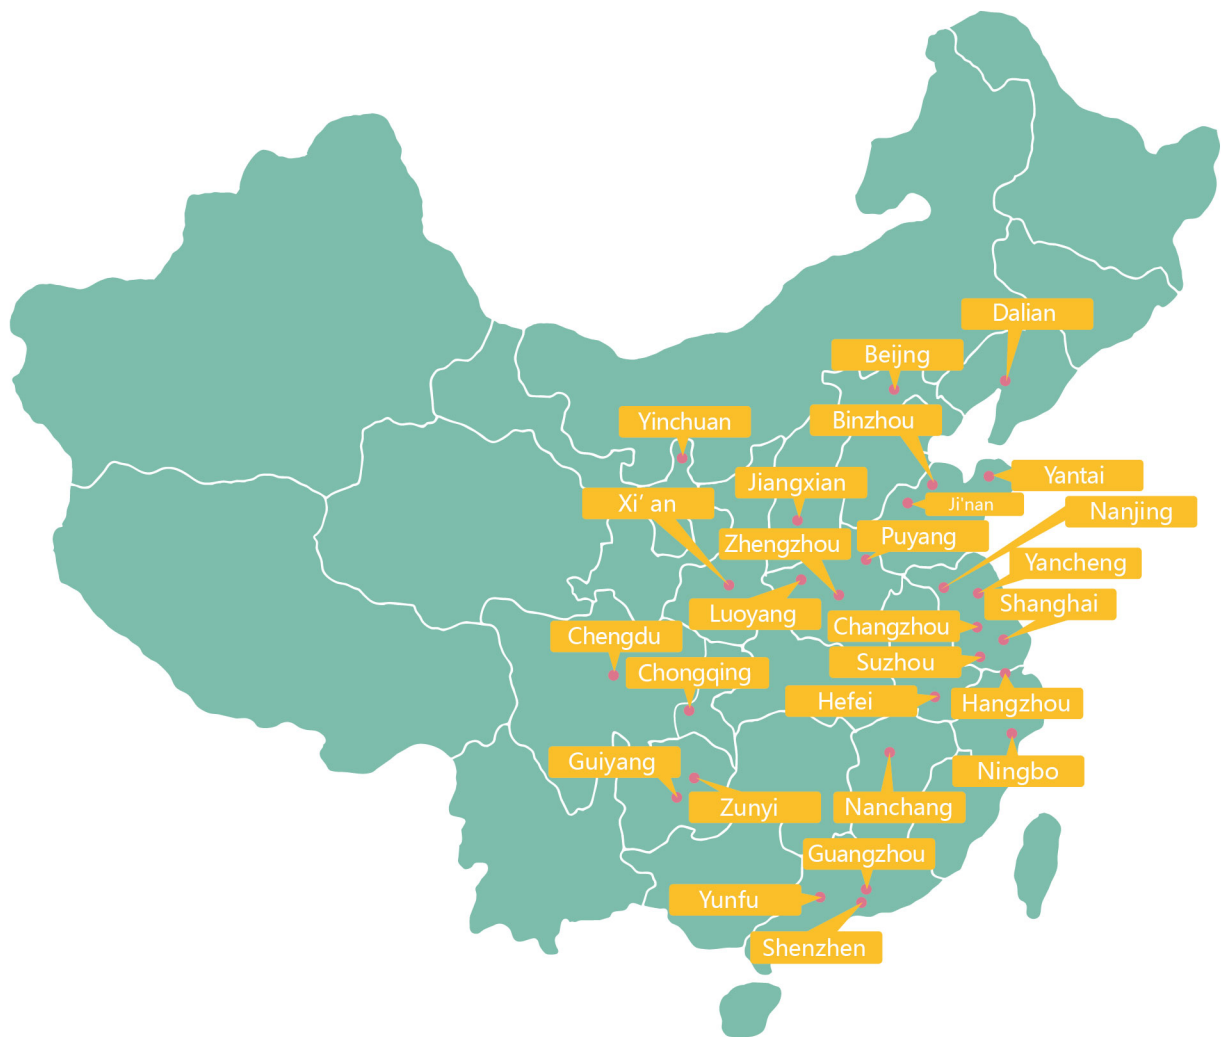 Dalian
Beijng
Yinchuan
Binzhou
Yantai
Jiangxian
Xi‘ an
Ji'nan
Nanjing
Puyang
Zhengzhou
Yancheng
Shanghai
Luoyang
Changzhou
Chengdu
Suzhou
Chongqing
Hefei
Hangzhou
Guiyang
Ningbo
Zunyi
Nanchang
Guangzhou
Yunfu
Shenzhen